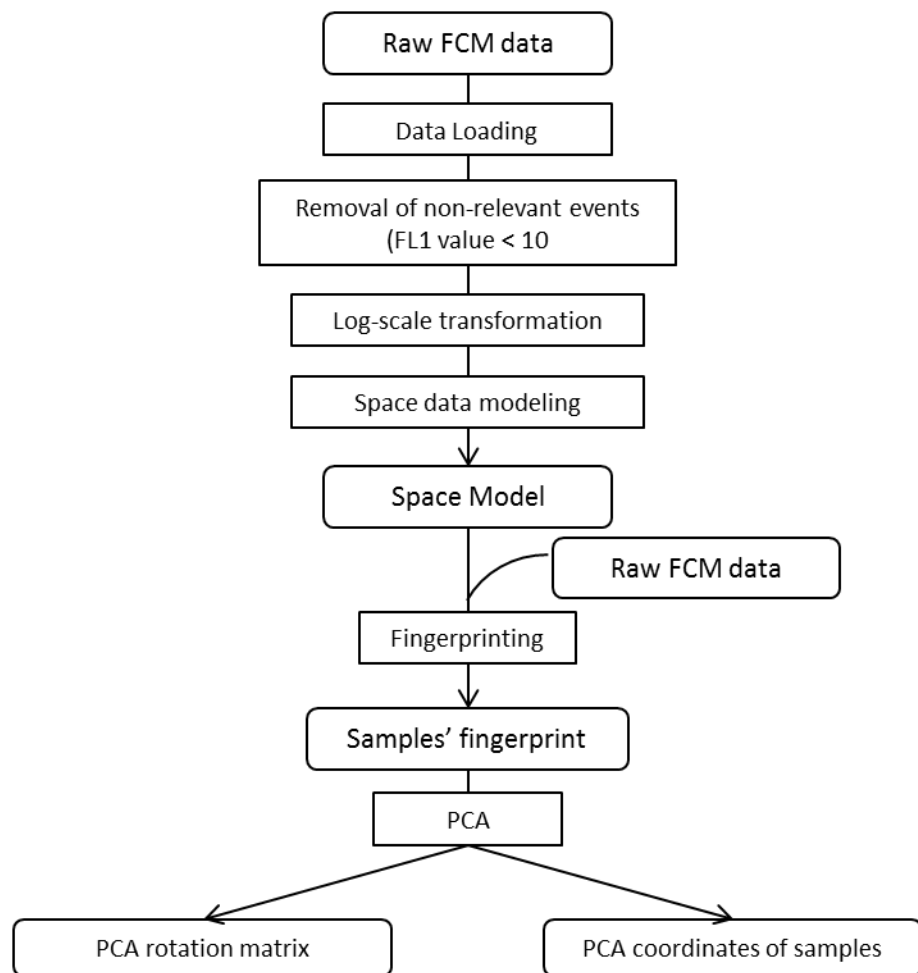 Raw FCM data
Data Loading
Removal of non-relevant events
(FL1 value < 10
Log-scale transformation
Space data modeling
Space Model
Raw FCM data
Fingerprinting
Samples’ fingerprint
PCA
PCA rotation matrix
PCA coordinates of samples